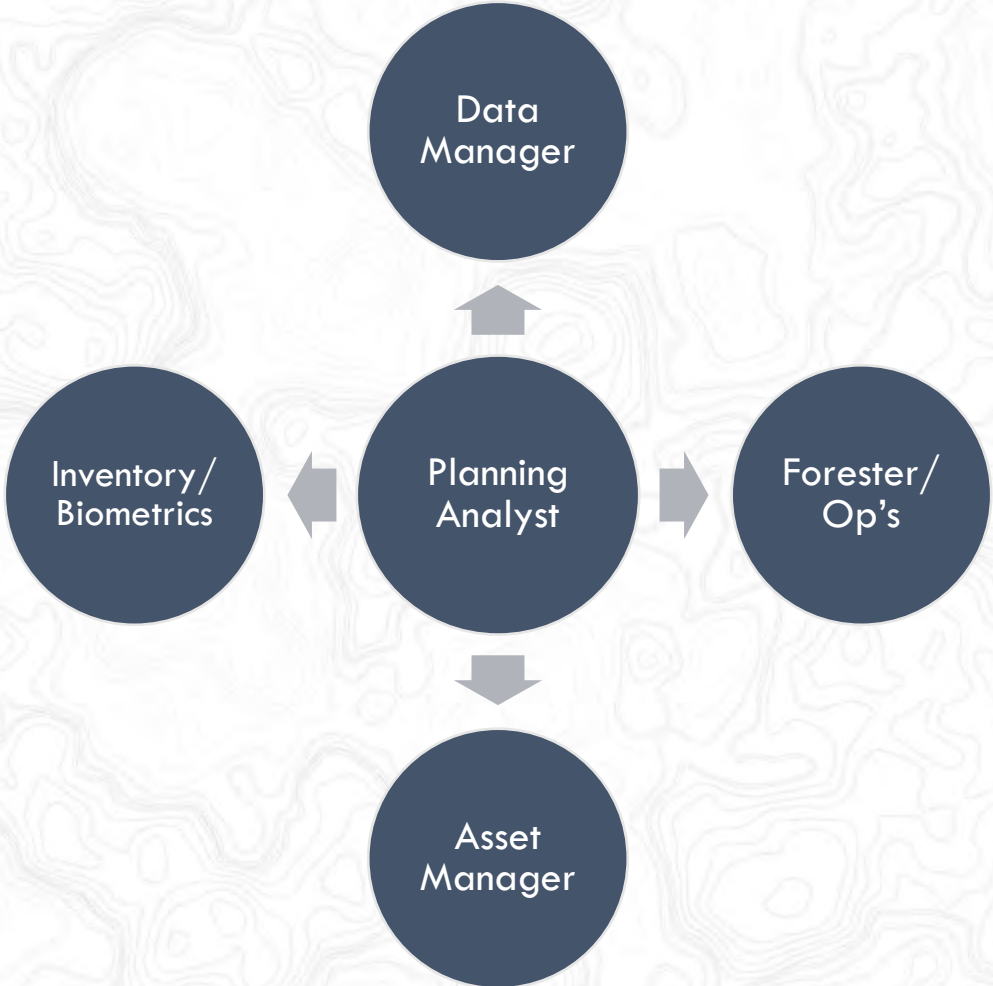 Data
Manager
Inventory/
Biometrics
Planning
Analyst
Forester/
Op’s
Asset
Manager